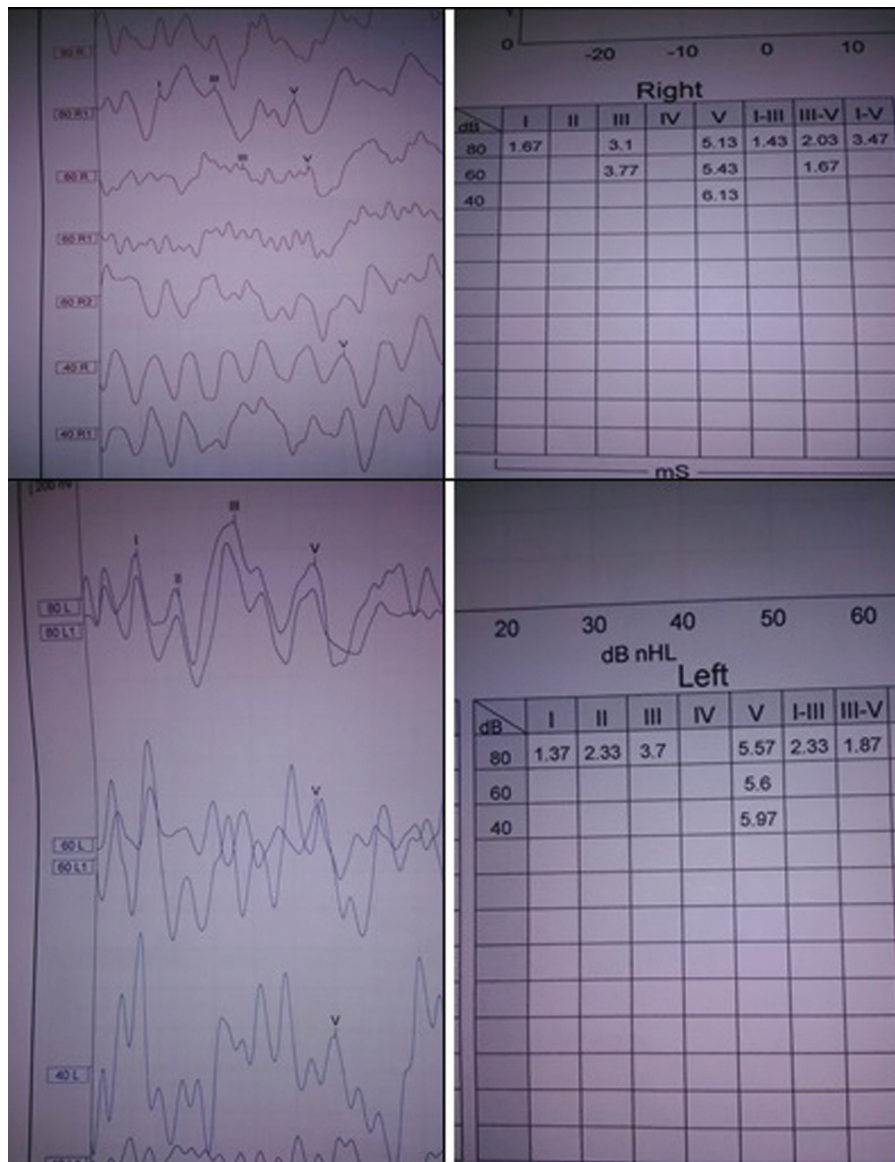 80 R
I III V
80 R1
III V
60 R
60 R1
60 R2
V
40 R
40 R1
0
-20 -10 0 10
Right
dB I II III IV V I-III III-V I-V
80 1.67 3.1 5.13 1.43 2.03 3.47
60 3.77 5.43 1.67
40 6.13
mS
200 nV
I II III V
80 L
80 L1
V
60 L
60 L1
V
40 L
20 30 40 50 60
dB nHL
Left
dB I II III IV V I-III III-V
80 1.37 2.33 3.7 5.57 2.33 1.87
60 5.6
40 5.97